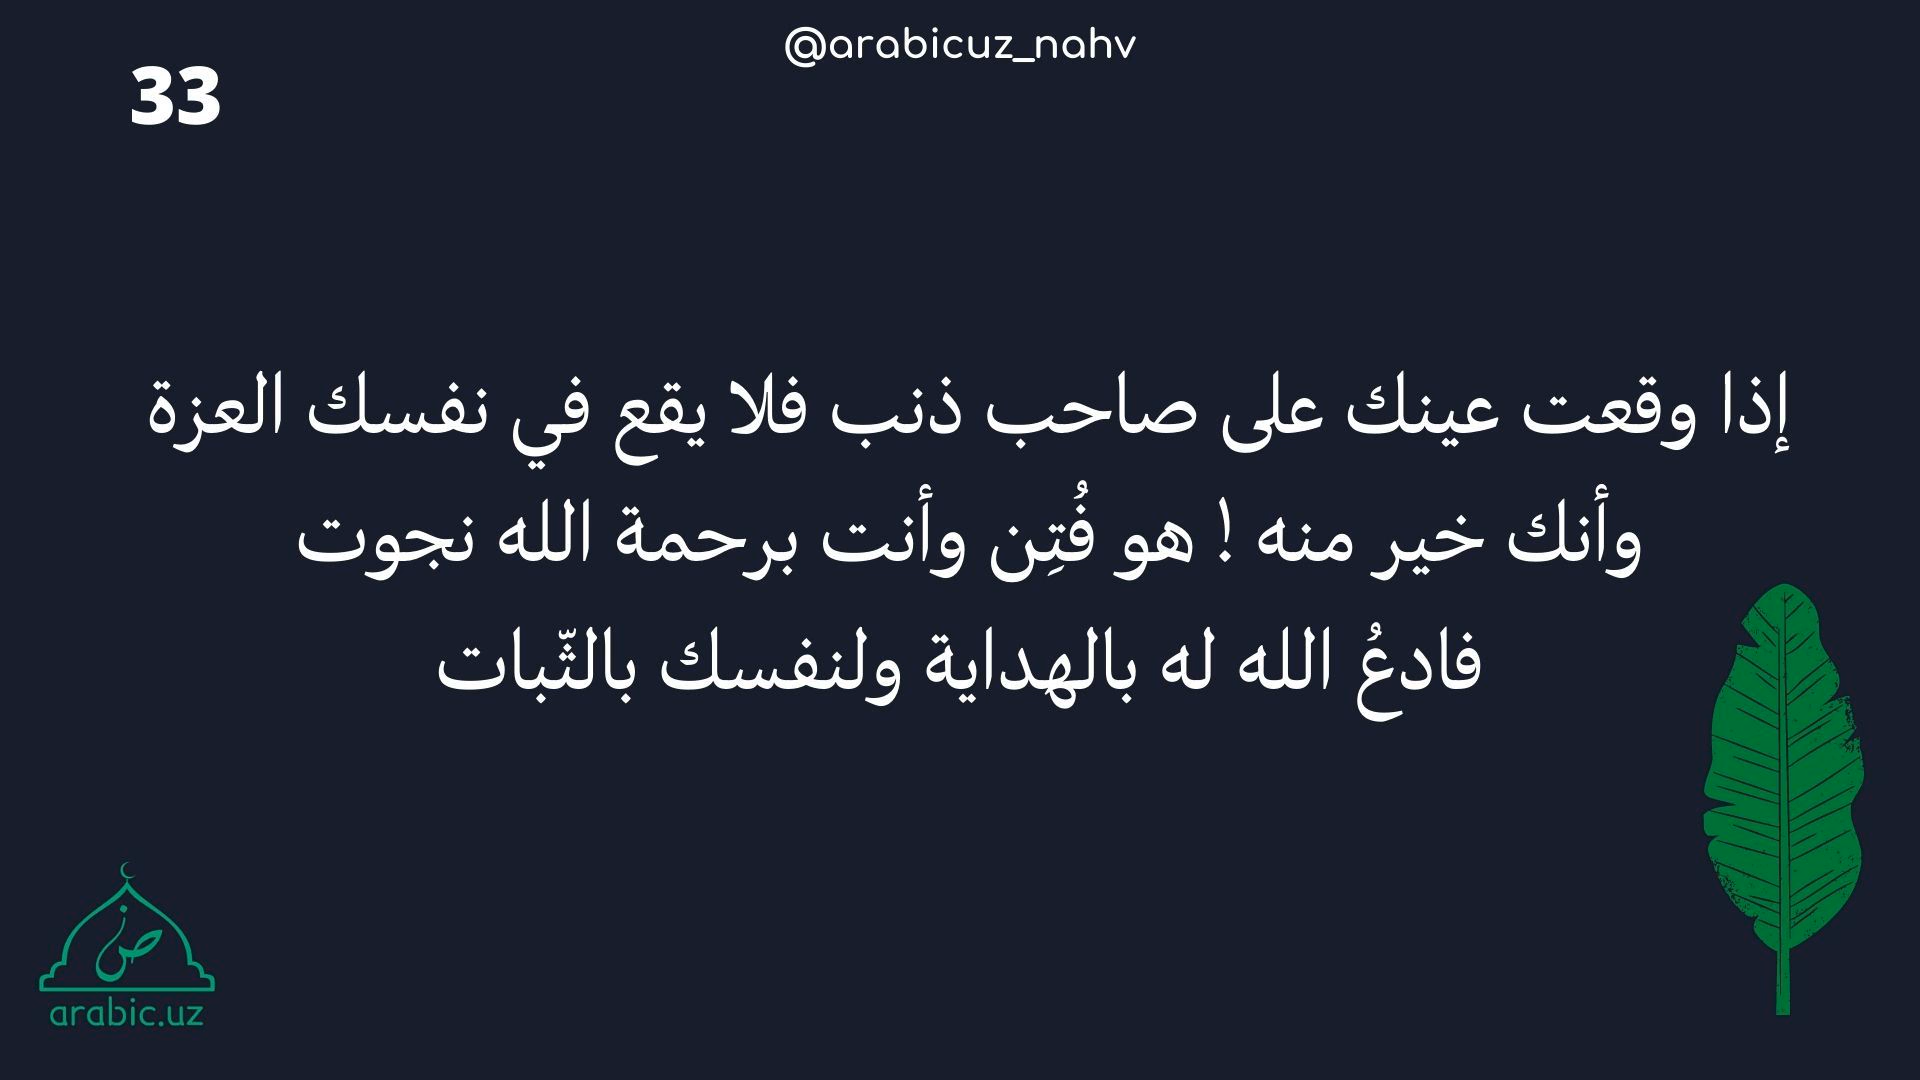 @arabicuz_nahv
33
إذا وقعت عينك على صاحب ذنب فلا يقع في نفسك العزة
وأنك خير منه ! هو فُتِن وأنت برحمة الله نجوت
فادعُ الله له بالهداية ولنفسك بالثّبات
ض
arabic.uz